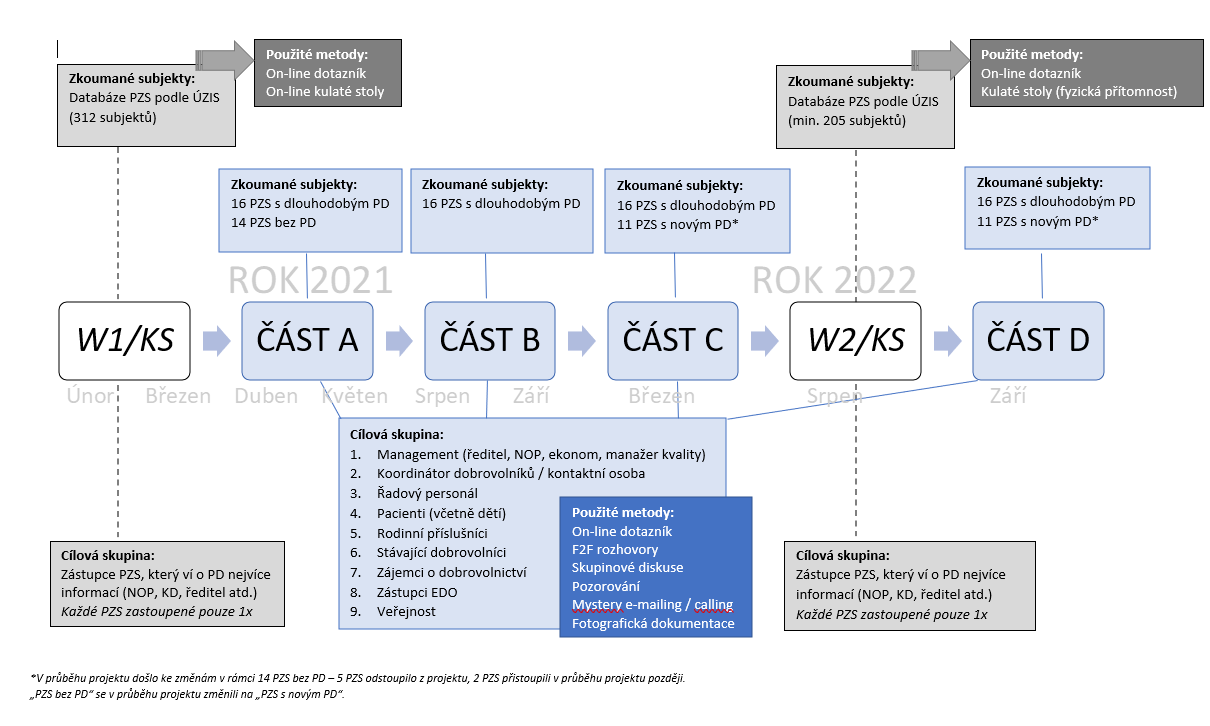 Zkoumané subjekty:
Databáze PZS podle ÚZIS
(312 subjektů)
Použité metody:
On-line dotazník
On-line kulaté stoly
Zkoumané subjekty:
Databáze PZS podle ÚZIS
(min. 205 subjektů)
Použité metody:
On-line dotazník
Kulaté stoly (fyzická přítomnost)
Zkoumané subjekty:
16 PZS s dlouhodobým PD
14 PZS bez PD
Zkoumané subjekty:
16 PZS s dlouhodobým PD
Zkoumané subjekty:
16 PZS s dlouhodobým PD
11 PZS s novým PD*
Zkoumané subjekty:
16 PZS s dlouhodobým PD
11 PZS s novým PD*
ROK 2021
ROK 2022
W1/KS
ČÁST A
ČÁST B
ČÁST C
W2/KS
ČÁST D
Únor
Březen
Duben
Květen
Srpen
Září
Březen
Srpen
Září
Cílová skupina:
1. Management (ředitel, NOP, ekonom, manažer kvality)
2. Koordinátor dobrovolníků / kontaktní osoba
3. Řadový personál
4. Pacienti (včetně dětí)
5. Rodinní příslušníci
6. Stávající dobrovolníci
7. Zájemci o dobrovolnictví
8. Zástupci EDO
9. Veřejnost
Použité metody:
On-line dotazník
F2F rozhovory
Skupinové diskuse
Pozorování
Mystery e-mailing / calling
Fotografická dokumentace
Cílová skupina:
Zástupce PZS, který ví o PD nejvíce
informací (NOP, KD, ředitel atd.)
Každé PZS zastoupené pouze 1x
Cílová skupina:
Zástupce PZS, který ví o PD nejvíce
informací (NOP, KD, ředitel atd.)
Každé PZS zastoupené pouze 1x
*V průběhu projektu došlo ke změnám v rámci 14 PZS bez PD – 5 PZS odstoupilo z projektu, 2 PZS přistoupili v průběhu projektu později.
„PZS bez PD“ se v průběhu projektu změnili na „PZS s novým PD“.